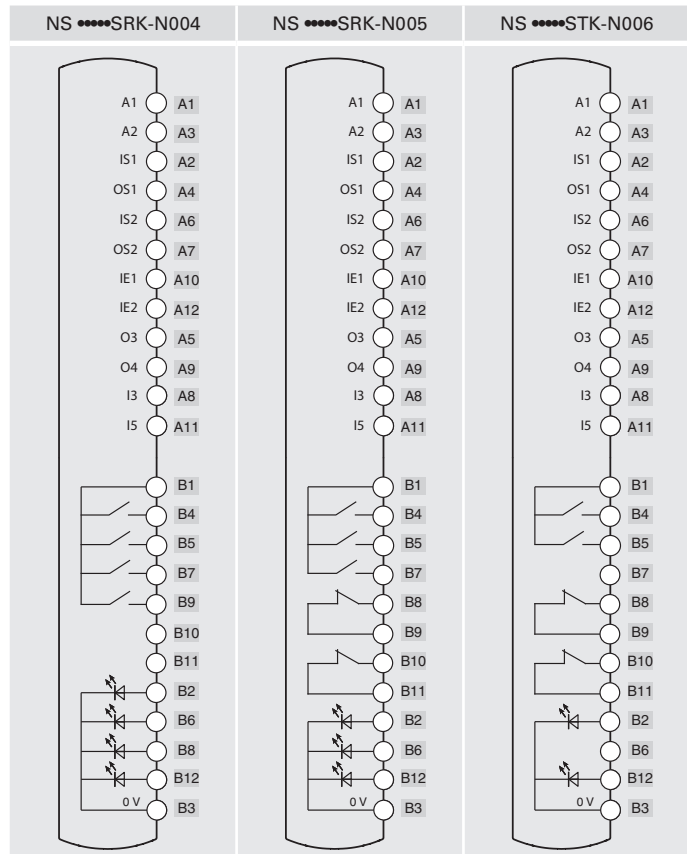 NS •••••SRK-N004 NS •••••SRK-N005 NS •••••STK-N006
A1 A1 A1 A1 A1 A1
A2 A3 A2 A3 A2 A3
IS1 A2 IS1 A2 IS1 A2
OS1 A4 OS1 A4 OS1 A4
IS2 A6 IS2 A6 IS2 A6
OS2 A7 OS2 A7 OS2 A7
IE1 A10 IE1 A10 IE1 A10
IE2 A12 IE2 A12 IE2 A12
O3 A5 O3 A5 O3 A5
O4 A9 O4 A9 O4 A9
I3 A8 I3 A8 I3 A8
I5 A11 I5 A11 I5 A11
B1 B1 B1
B4 B4 B4
B5 B5 B5
B7 B7 B7
B9 B8 B8
B10 B9 B9
B11 B10 B10
B2 B11 B11
B6 B2 B2
B8 B6 B6
B12 B12 B12
0 V B3 0 V B3 0 V B3